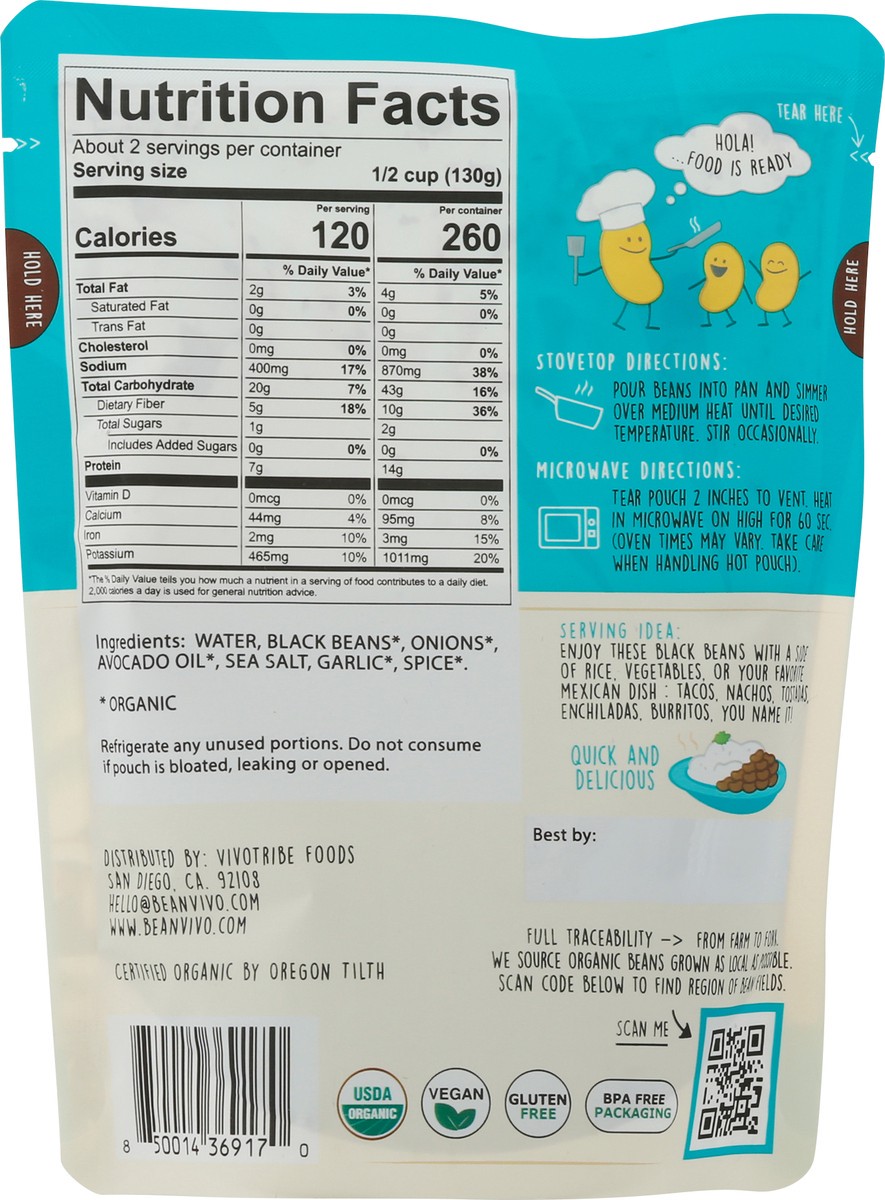 Nutrition Facts
About 2 servings per container
Serving size 1/2 cup (130g)
Per serving Per container
Calories 120 260
% Daily Value* % Daily Value*
Total Fat 2g 3% 4g 5%
Saturated Fat 0g 0% 0g 0%
Trans Fat 0g 0g
Cholesterol 0mg 0% 0mg 0%
Sodium 400mg 17% 870mg 38%
Total Carbohydrate 20g 7% 43g 16%
Dietary Fiber 5g 18% 10g 36%
Total Sugars 1g 2g
Includes Added Sugars 0g 0% 0g 0%
Protein 7g 14g
Vitamin D 0mcg 0% 0mcg 0%
Calcium 44mg 4% 95mg 8%
Iron 2mg 10% 3mg 15%
Potassium 465mg 10% 1011mg 20%
*The % Daily Value tells you how much a nutrient in a serving of food contributes to a daily diet.
2,000 calories a day is used for general nutrition advice.
HOLD HERE
TEAR HERE
HOLA!
...FOOD IS READY
HOLD HERE
STOVETOP DIRECTIONS:
POUR BEANS INTO PAN AND SIMMER
OVER MEDIUM HEAT UNTIL DESIRED
TEMPERATURE. STIR OCCASIONALLY.
MICROWAVE DIRECTIONS:
TEAR POUCH 2 INCHES TO VENT. HEAT
IN MICROWAVE ON HIGH FOR 60 SEC.
(OVEN TIMES MAY VARY. TAKE CARE
WHEN HANDLING HOT POUCH).
Ingredients: WATER, BLACK BEANS*, ONIONS*,
AVOCADO OIL*, SEA SALT, GARLIC*, SPICE*.
* ORGANIC
Refrigerate any unused portions. Do not consume
if pouch is bloated, leaking or opened.
SERVING IDEA:
ENJOY THESE BLACK BEANS WITH A SIDE
OF RICE, VEGETABLES, OR YOUR FAVORITE
MEXICAN DISH : TACOS, NACHOS, TOSTADAS,
ENCHILADAS, BURRITOS, YOU NAME IT!
QUICK AND
DELICIOUS
Best by:
DISTRIBUTED BY: VIVOTRIBE FOODS
SAN DIEGO, CA. 92108
HELLO@BEANVIVO.COM
WWW.BEANVIVO.COM
CERTIFIED ORGANIC BY OREGON TILTH
FULL TRACEABILITY —> FROM FARM TO FORK.
WE SOURCE ORGANIC BEANS GROWN AS LOCAL AS POSSIBLE.
SCAN CODE BELOW TO FIND REGION OF BEAN FIELDS.
SCAN ME
8 50014 36917 0
USDA
ORGANIC
VEGAN
GLUTEN
FREE
BPA FREE
PACKAGING